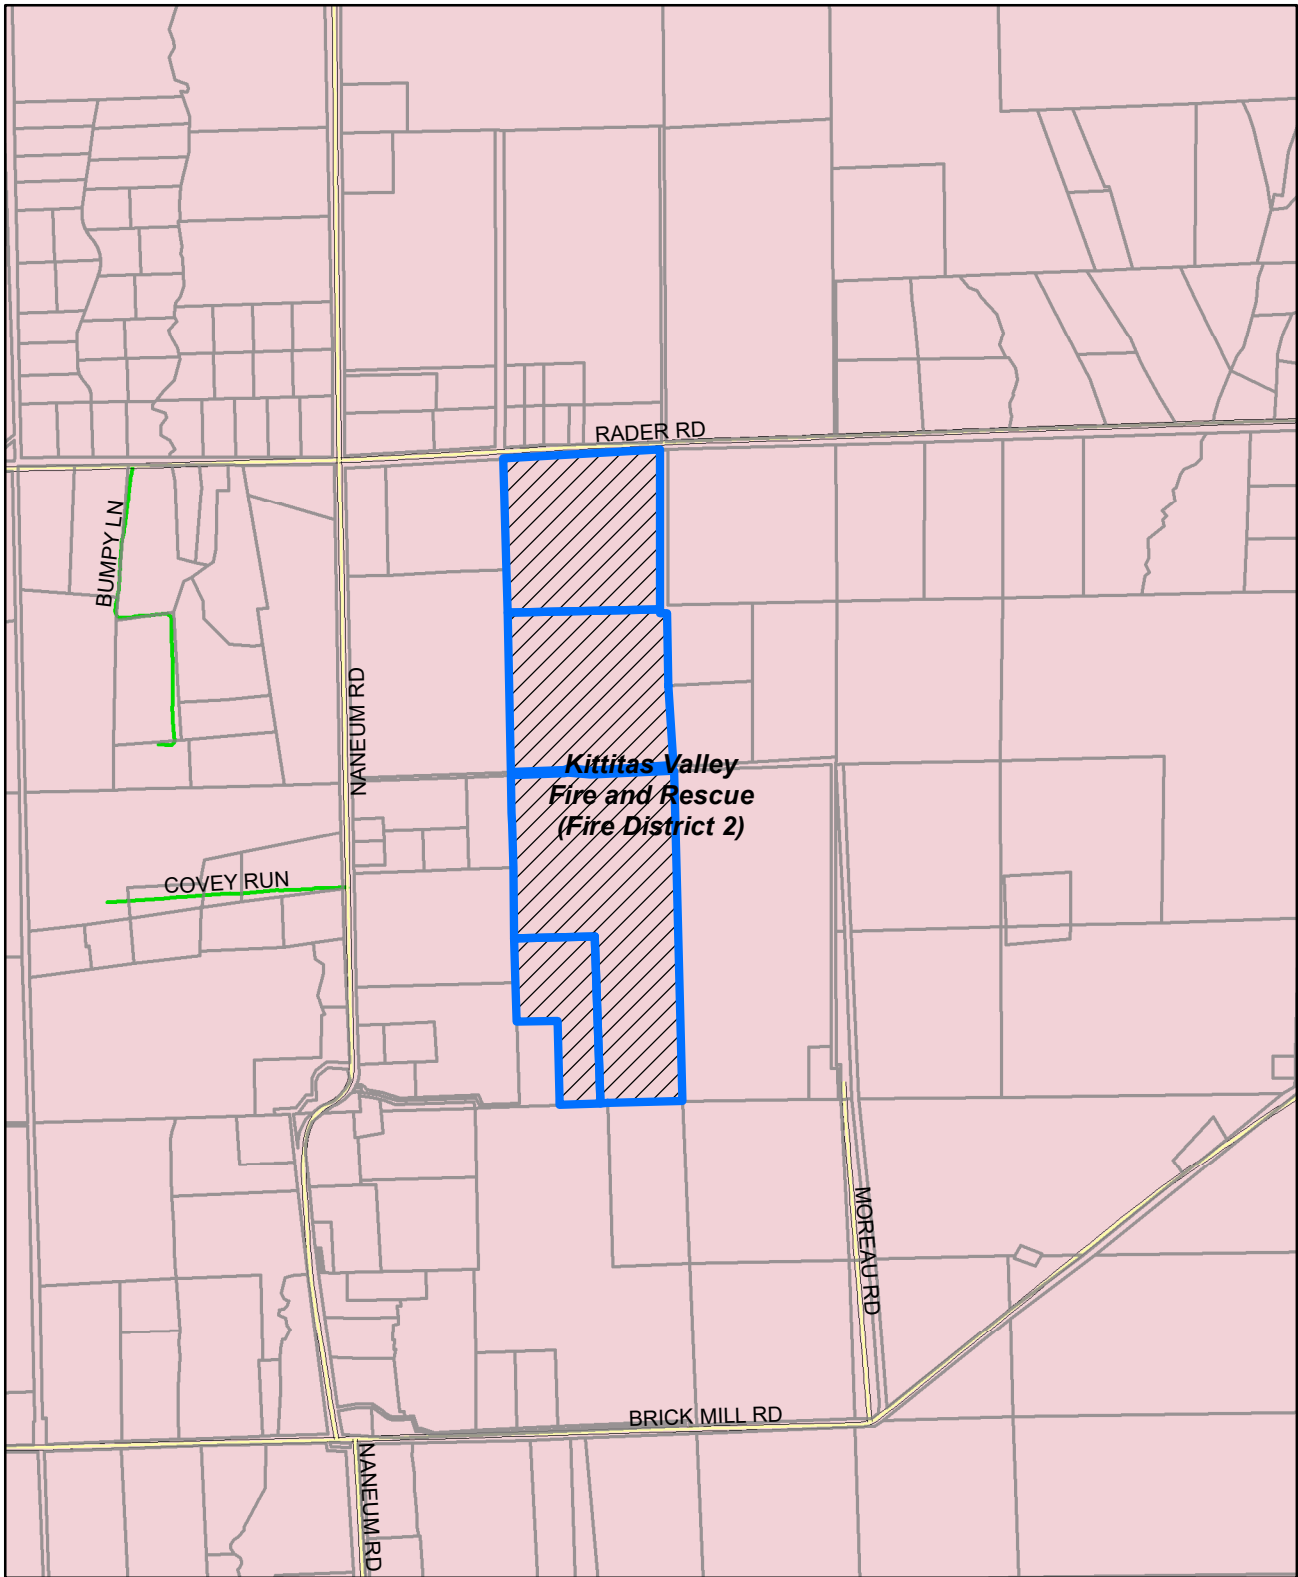 RADER RD
BUMPY LN
NANEUM RD
Kittitas Valley
Fire and Rescue
(Fire District 2)
COVEY RUN
MOREAU RD
BRICK MILL RD
NANEUM RD